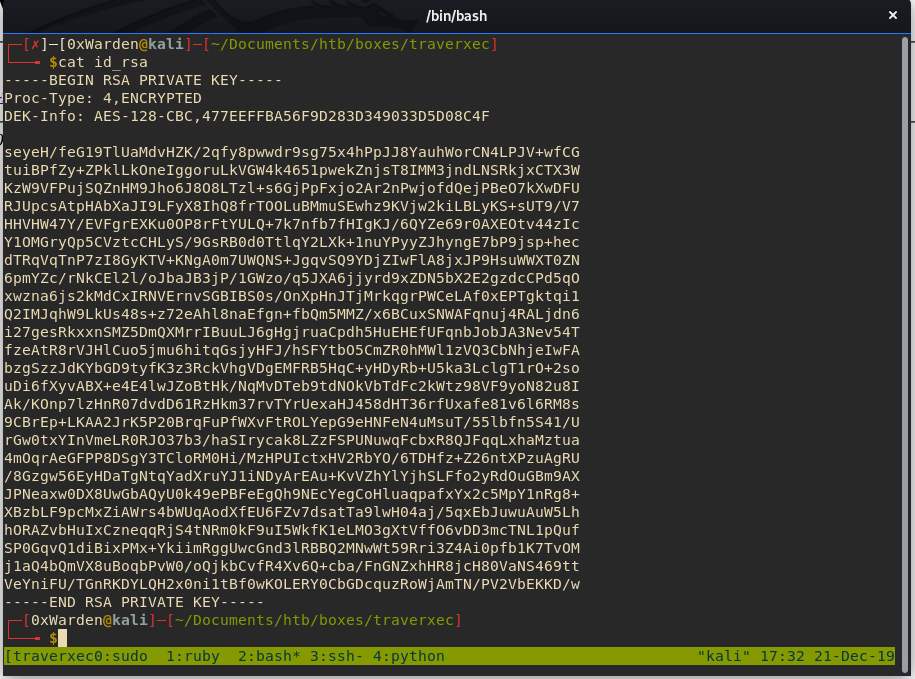 /bin/bash
×
┌─[✗]─[0xWarden@kali]─[~/Documents/htb/boxes/traverxec]
└──╼ $cat id_rsa
-----BEGIN RSA PRIVATE KEY-----
Proc-Type: 4,ENCRYPTED
DEK-Info: AES-128-CBC,477EEFFBA56F9D283D349033D5D08C4F
seyeH/feG19TlUaMdvHZK/2qfy8pwwdr9sg75x4hPpJJ8YauhWorCN4LPJV+wfCG
tuiBPfZy+ZPklLkOneIggoruLkVGW4k4651pwekZnjsT8IMM3jndLNSRkjxCTX3W
KzW9VFPujSQZnHM9Jho6J8O8LTzl+s6GjPpFxjo2Ar2nPwjofdQejPBeO7kXwDFU
RJUpcsAtpHAbXaJI9LFyX8IhQ8frTOOLuBMmuSEwhz9KVjw2kiLBLyKS+sUT9/V7
HHVHW47Y/EVFgrEXKu0OP8rFtYULQ+7k7nfb7fHIgKJ/6QYZe69r0AXEOtv44zIc
Y1OMGryQp5CVztcCHLyS/9GsRB0d0TtlqY2LXk+1nuYPyyZJhyngE7bP9jsp+hec
dTRqVqTnP7zI8GyKTV+KNgA0m7UWQNS+JgqvSQ9YDjZIwFlA8jxJP9HsuWWXT0ZN
6pmYZc/rNkCEl2l/oJbaJB3jP/1GWzo/q5JXA6jjyrd9xZDN5bX2E2gzdcCPd5qO
xwzna6js2kMdCxIRNVErnvSGBIBS0s/OnXpHnJTjMrkqgrPWCeLAf0xEPTgktqi1
Q2IMJqhW9LkUs48s+z72eAhl8naEfgn+fbQm5MMZ/x6BCuxSNWAFqnuj4RALjdn6
i27gesRkxxnSMZ5DmQXMrrIBuuLJ6gHgjruaCpdh5HuEHEfUFqnbJobJA3Nev54T
fzeAtR8rVJHlCuo5jmu6hitqGsjyHFJ/hSFYtbO5CmZR0hMWl1zVQ3CbNhjeIwFA
bzgSzzJdKYbGD9tyfK3z3RckVhgVDgEMFRB5HqC+yHDyRb+U5ka3LclgT1rO+2so
uDi6fXyvABX+e4E4lwJZoBtHk/NqMvDTeb9tdNOkVbTdFc2kWtz98VF9yoN82u8I
Ak/KOnp7lzHnR07dvdD61RzHkm37rvTYrUexaHJ458dHT36rfUxafe81v6l6RM8s
9CBrEp+LKAA2JrK5P20BrqFuPfWXvFtROLYepG9eHNFeN4uMsuT/55lbfn5S41/U
rGw0txYInVmeLR0RJO37b3/haSIrycak8LZzFSPUNuwqFcbxR8QJFqqLxhaMztua
4mOqrAeGFPP8DSgY3TCloRM0Hi/MzHPUIctxHV2RbYO/6TDHfz+Z26ntXPzuAgRU
/8Gzgw56EyHDaTgNtqYadXruYJ1iNDyArEAu+KvVZhYlYjhSLFfo2yRdOuGBm9AX
JPNeaxw0DX8UwGbAQyU0k49ePBFeEgQh9NEcYegCoHluaqpafxYx2c5MpY1nRg8+
XBzbLF9pcMxZiAWrs4bWUqAodXfEU6FZv7dsatTa9lwH04aj/5qxEbJuwuAuW5Lh
hORAZvbHuIxCzneqqRjS4tNRm0kF9uI5WkfK1eLMO3gXtVffO6vDD3mcTNL1pQuf
SP0GqvQ1diBixPMx+YkiimRggUwcGnd3lRBBQ2MNwWt59Rri3Z4Ai0pfb1K7TvOM
j1aQ4bQmVX8uBoqbPvW0/oQjkbCvfR4Xv6Q+cba/FnGNZxhHR8jcH80VaNS469tt
VeYniFU/TGnRKDYLQH2x0ni1tBf0wKOLERY0CbGDcquzRoWjAmTN/PV2VbEKKD/w
-----END RSA PRIVATE KEY-----
┌─[0xWarden@kali]─[~/Documents/htb/boxes/traverxec]
└──╼ $
[traverxec0:sudo  1:ruby  2:bash* 3:ssh- 4:python "kali" 17:32 21-Dec-19